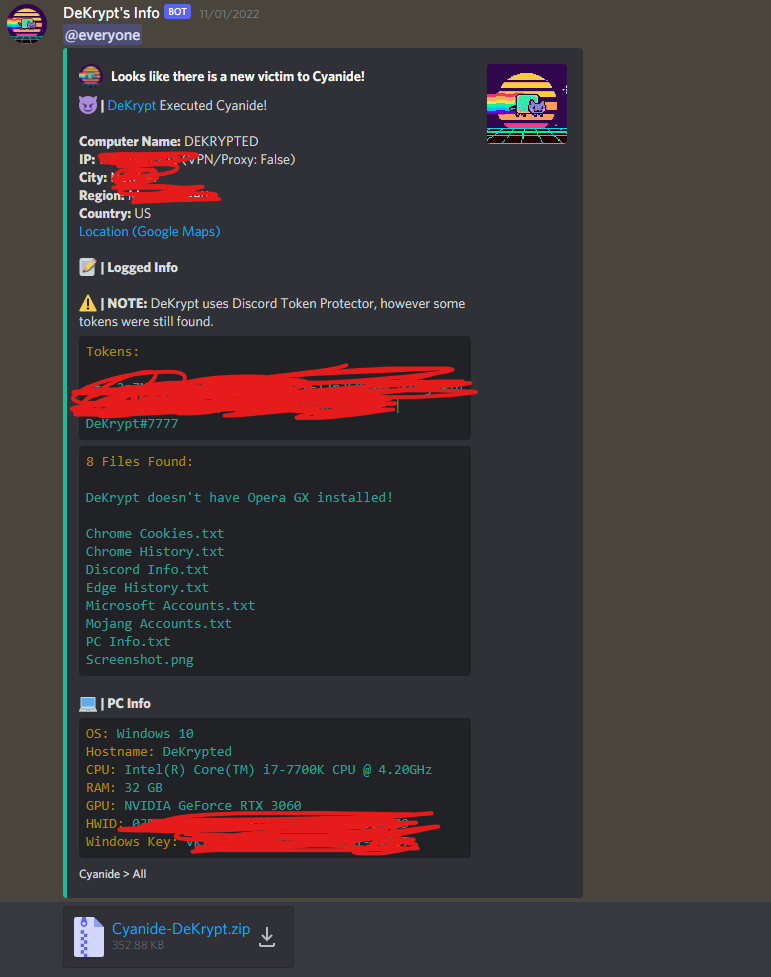 DeKrypt's Info BOT 11/01/2022
@everyone
Looks like there is a new victim to Cyanide!
😈 | DeKrypt Executed Cyanide!
Computer Name: DEKRYPTED
IP: (VPN/Proxy: False)
City:
Region:
Country: US
Location (Google Maps)
📝 | Logged Info
⚠️ | NOTE: DeKrypt uses Discord Token Protector, however some
tokens were still found.
Tokens:
DeKrypt#7777
8 Files Found:
DeKrypt doesn't have Opera GX installed!
Chrome Cookies.txt
Chrome History.txt
Discord Info.txt
Edge History.txt
Microsoft Accounts.txt
Mojang Accounts.txt
PC Info.txt
Screenshot.png
💻 | PC Info
OS: Windows 10
Hostname: DeKrypted
CPU: Intel(R) Core(TM) i7-7700K CPU @ 4.20GHz
RAM: 32 GB
GPU: NVIDIA GeForce RTX 3060
HWID:
Windows Key:
Cyanide > All
Cyanide-DeKrypt.zip
352.88 KB